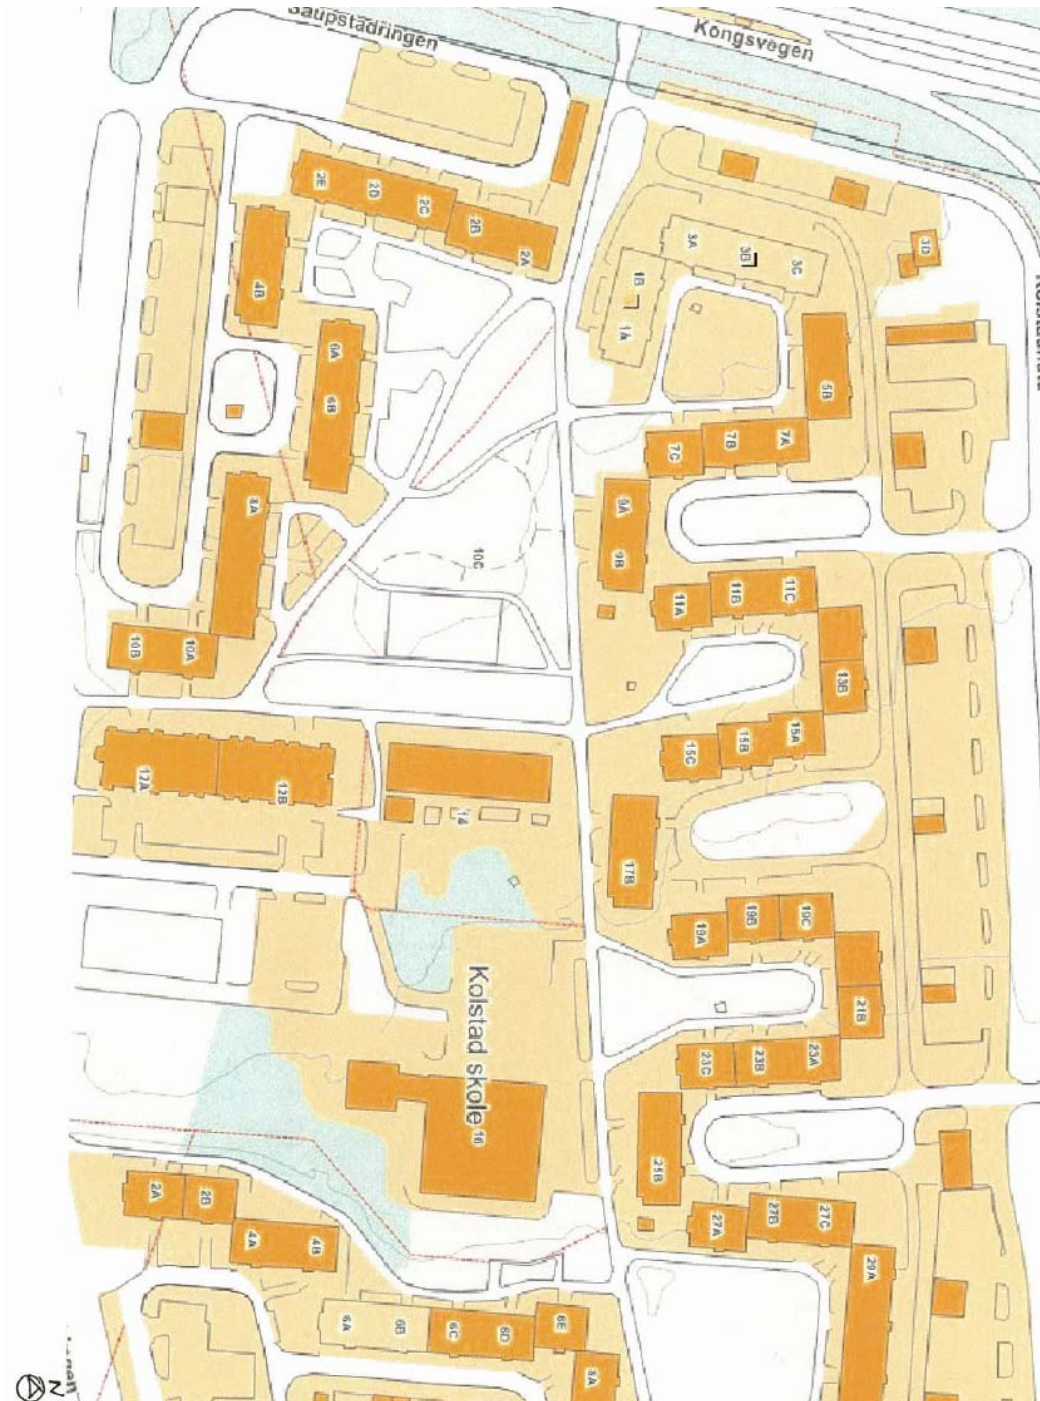 Saupstadringen
Kongsvegen
2E
2D
2C
2B
2A
3A
3B
3C
3D
4B
1B
1A
6A
6B
5B
7C
7B
7A
8A
9A
9B
10C
11A
11B
11C
10B
10A
13B
15C
15B
15A
12A
12B
14
17B
19A
19B
19C
21B
Kolstad skole
16
23C
23B
23A
25B
2A
2B
27A
27B
27C
4A
4B
29A
6A
6B
6C
6D
6E
8A
N